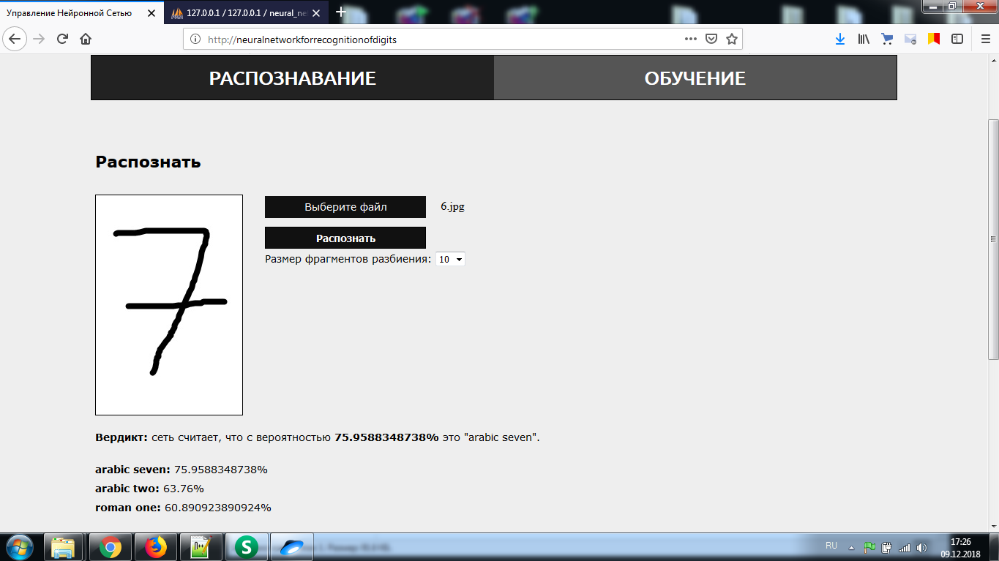 Управление Нейронной Сетью
127.0.0.1 / 127.0.0.1 / neural_ne
http://neuralnetworkforrecognitionofdigits
РАСПОЗНАВАНИЕ
ОБУЧЕНИЕ
Распознать
7
Выберите файл 6.jpg
Распознать
Размер фрагментов разбиения: 10
Вердикт: сеть считает, что с вероятностью 75.9588348738% это "arabic seven".
arabic seven: 75.9588348738%
arabic two: 63.76%
roman one: 60.890923890924%
RU
17:26
09.12.2018